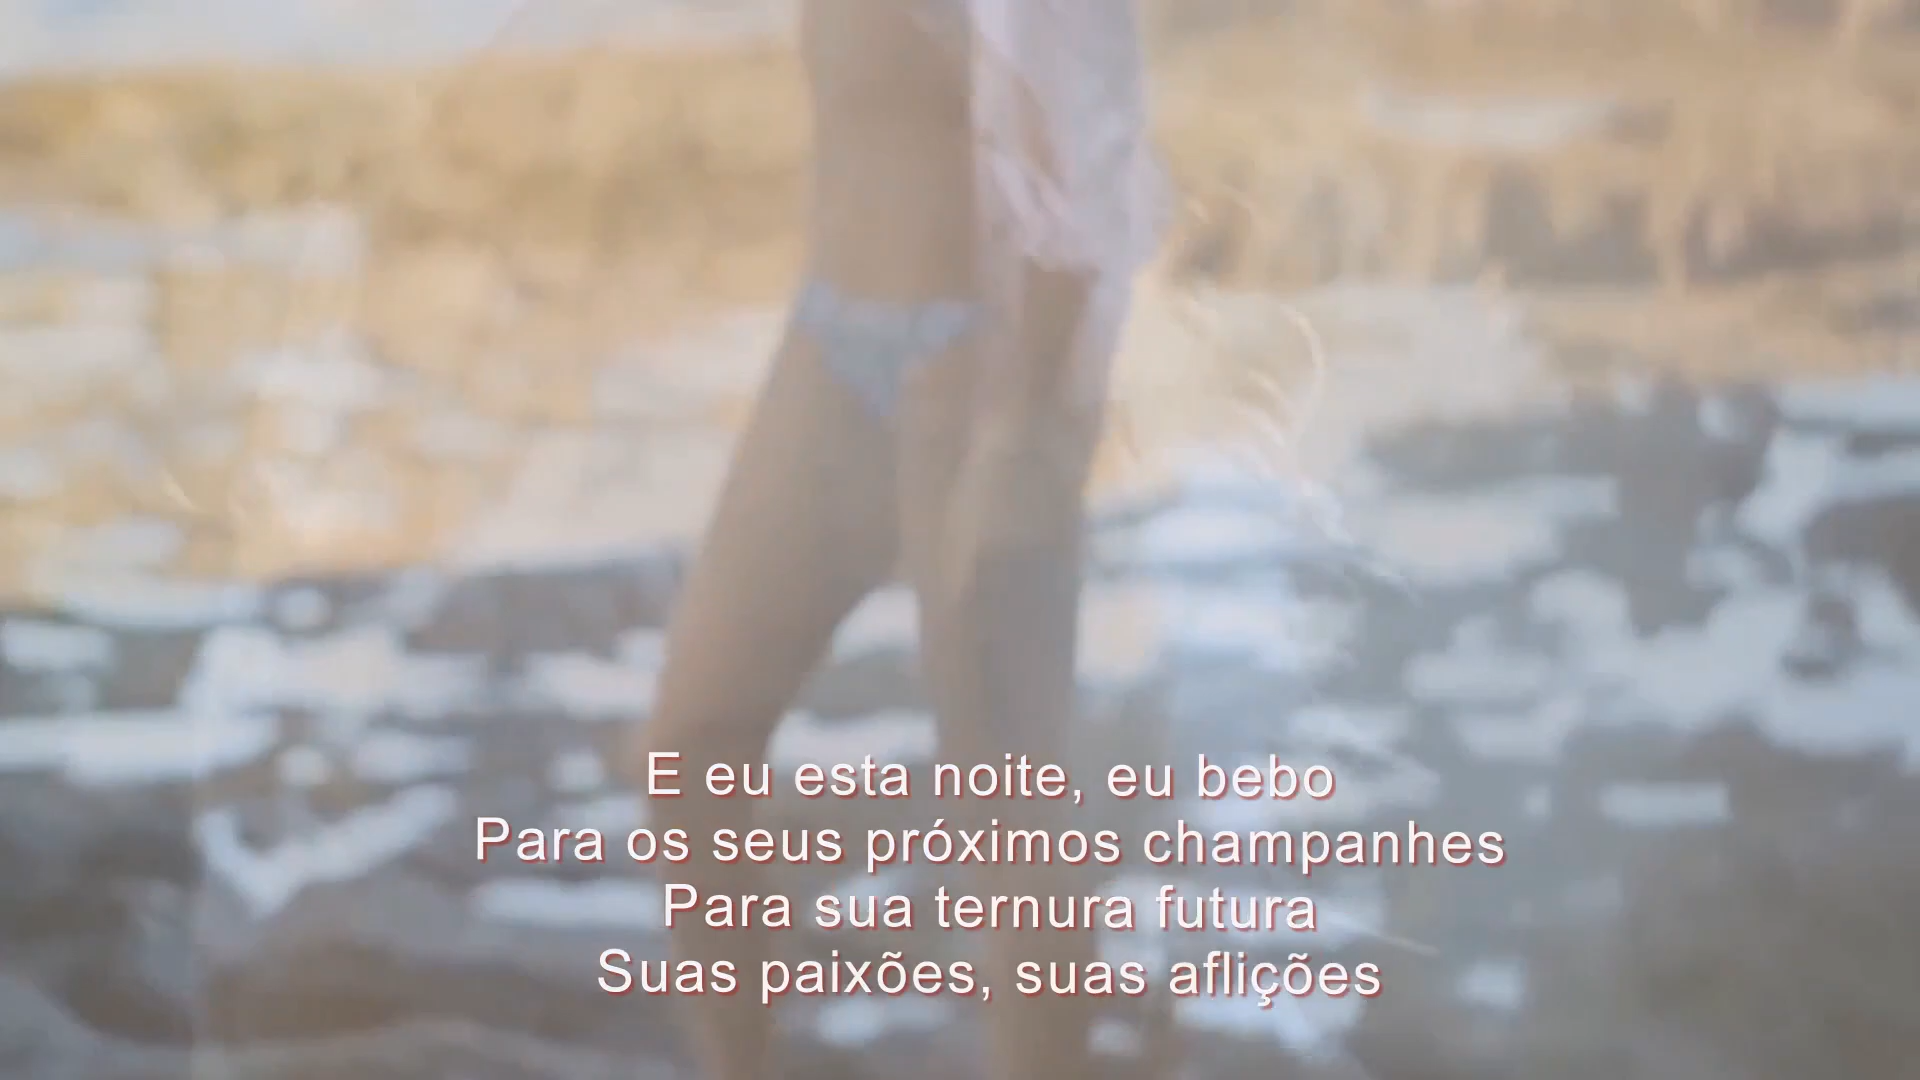 E eu esta noite, eu bebo
Para os seus próximos champanhes
Para sua ternura futura
Suas paixões, suas aflições